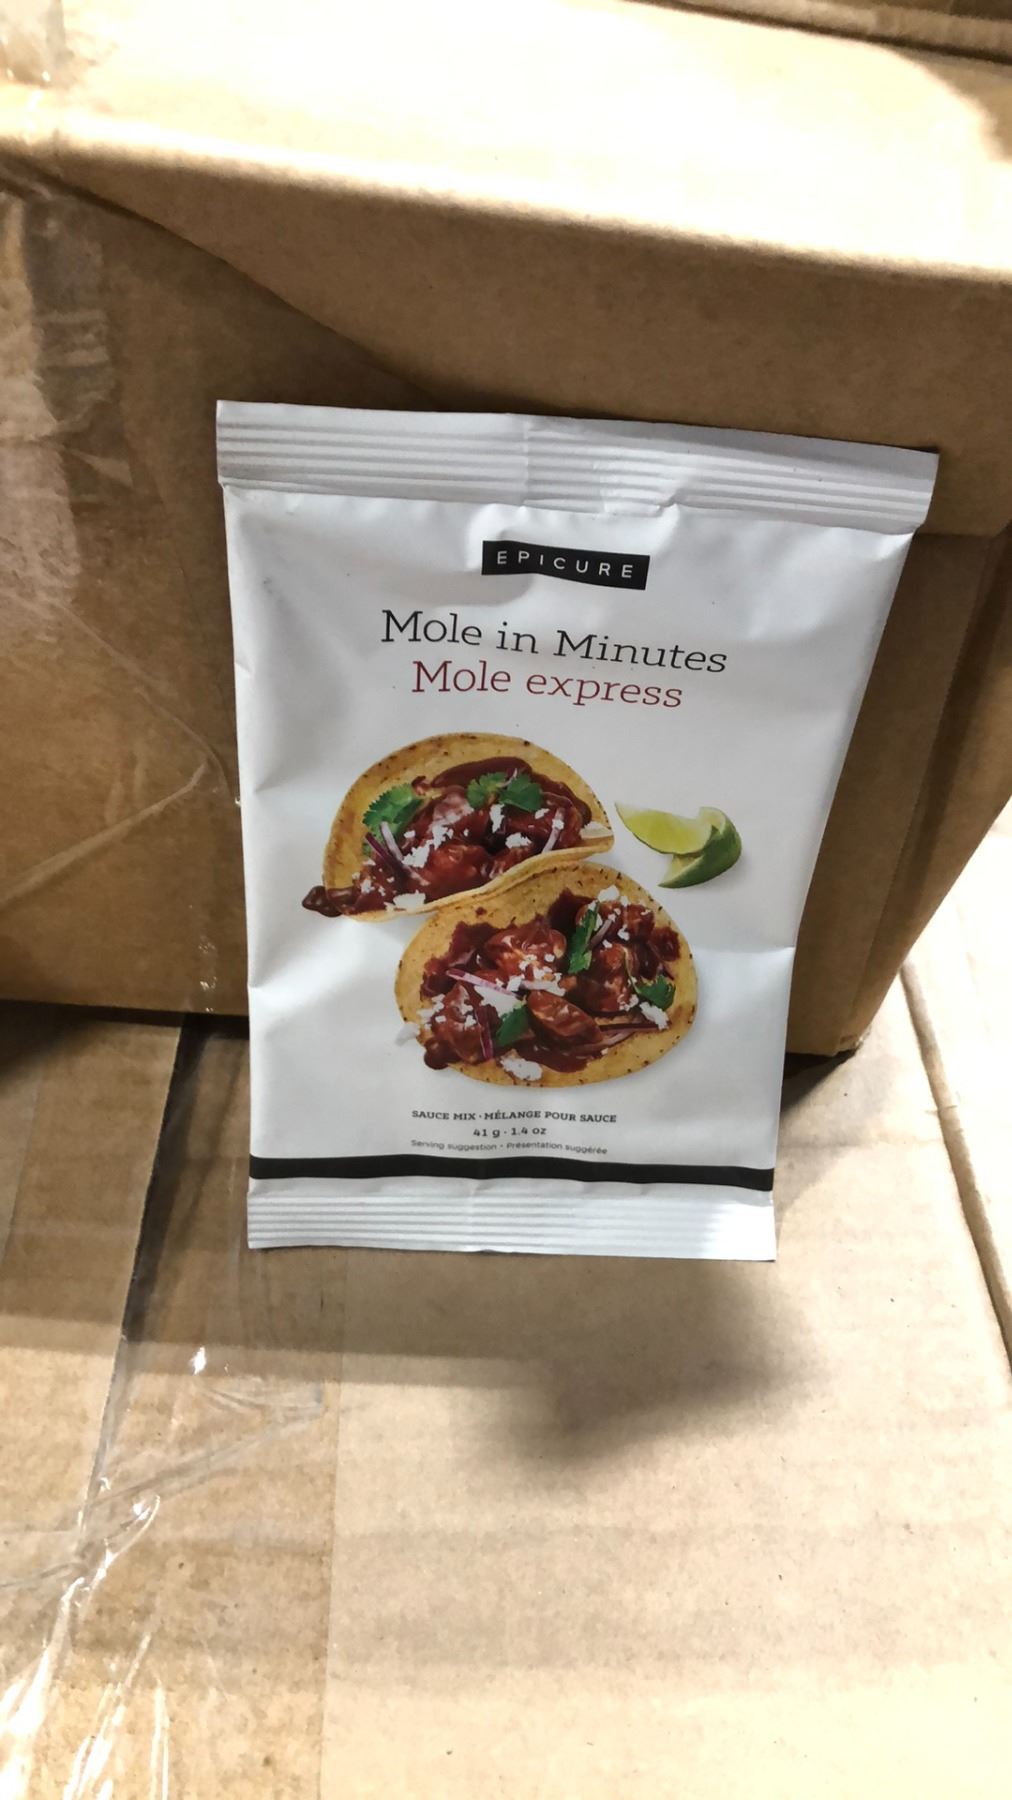 EPICURE
Mole in Minutes
Mole express
SAUCE MIX · MÉLANGE POUR SAUCE
41 g · 1.4 OZ
Serving suggestion · Présentation suggérée